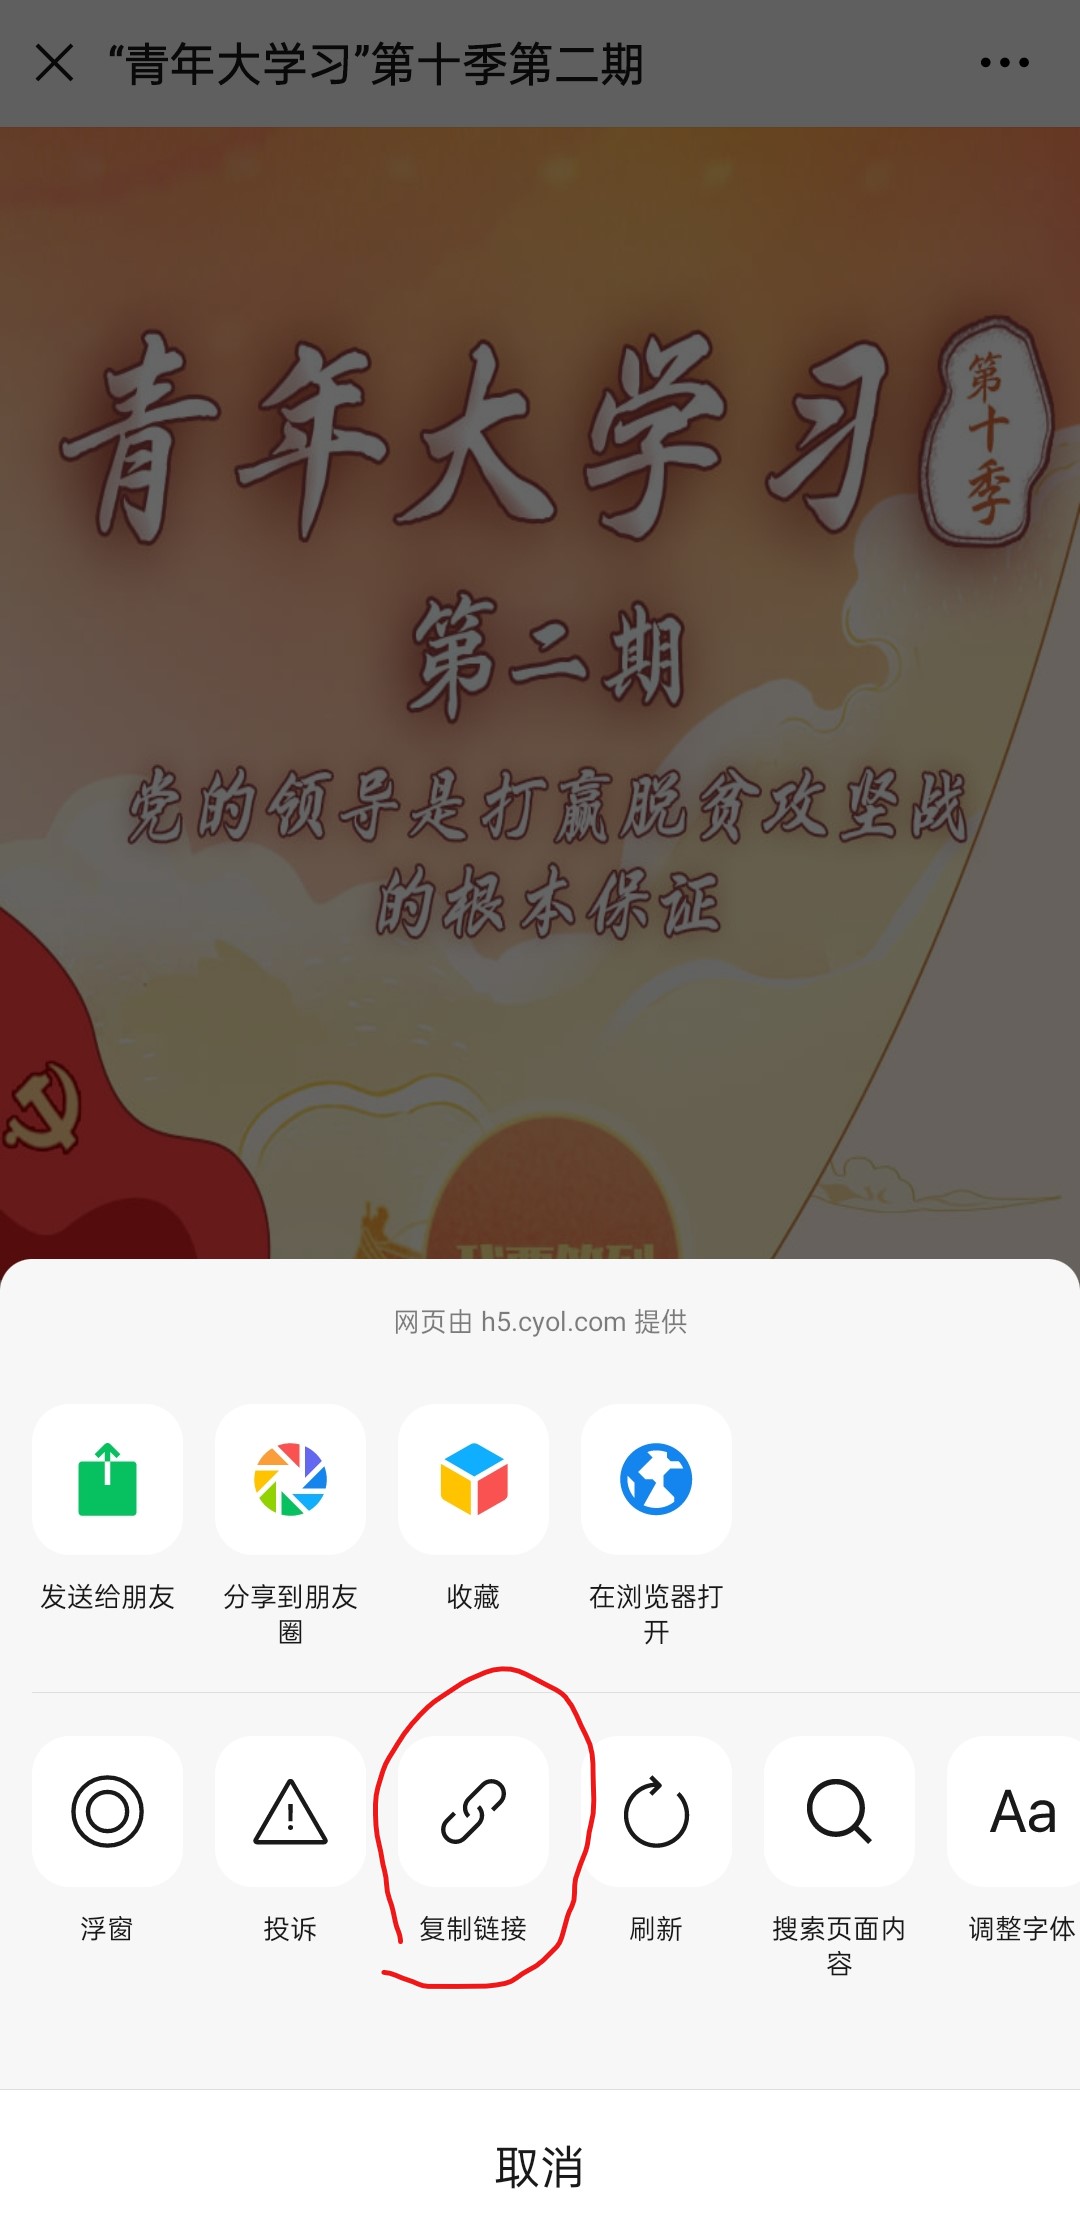 “青年大学习”第十季第二期
青年大学习
第十季
第二期
党的领导是打赢脱贫攻坚战
的根本保证
网页由 h5.cyol.com 提供
发送给朋友
分享到朋友
圈
收藏
在浏览器打
开
浮窗
投诉
复制链接
刷新
搜索页面内
容
Aa
调整字体
取消